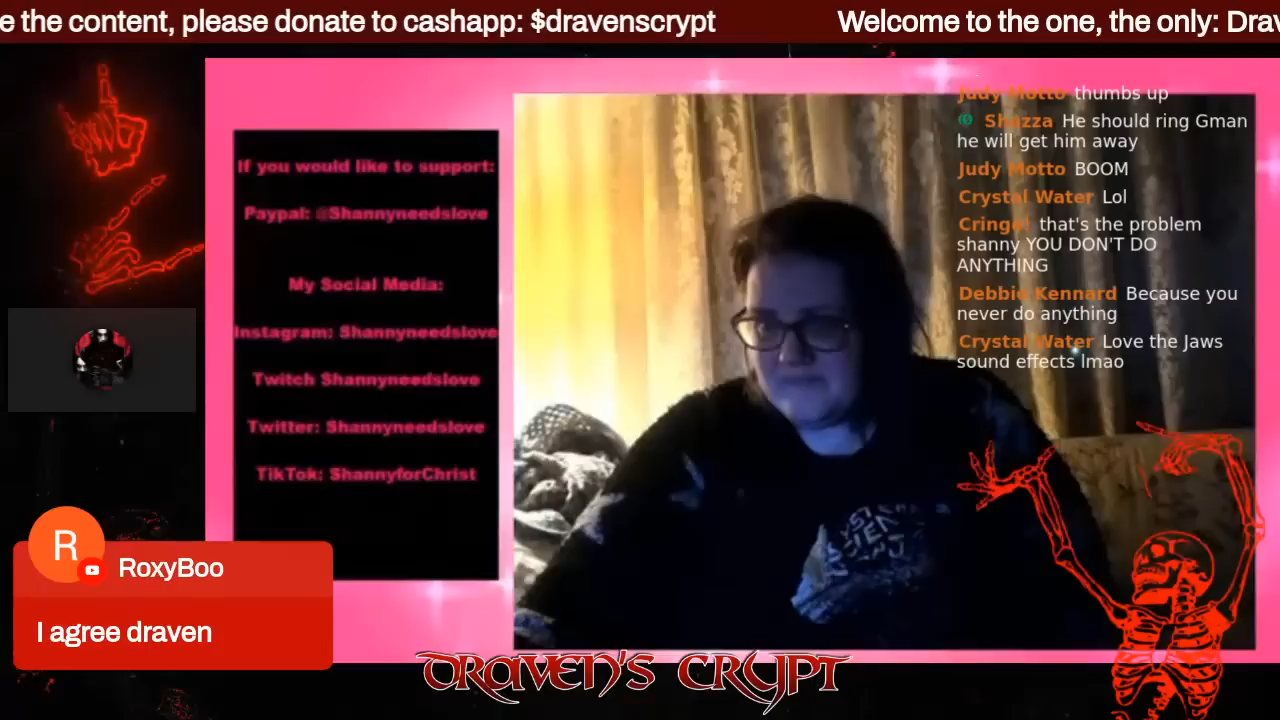 e the content, please donate to cashapp: $dravenscrypt
Welcome to the one, the only: Drav
If you would like to support:
Paypal: @Shannyneedslove
My Social Media:
Instagram: Shannyneedslove
Twitch Shannyneedslove
Twitter: Shannyneedslove
TikTok: ShannyforChrist
Judy Motto thumbs up
Shazza He should ring Gman
he will get him away
Judy Motto BOOM
Crystal Water Lol
Cringe! that's the problem
shanny YOU DON'T DO
ANYTHING
Debbie Kennard Because you
never do anything
Crystal Water Love the Jaws
sound effects lmao
R
RoxyBoo
I agree draven
DRAVEN'S CRYPT